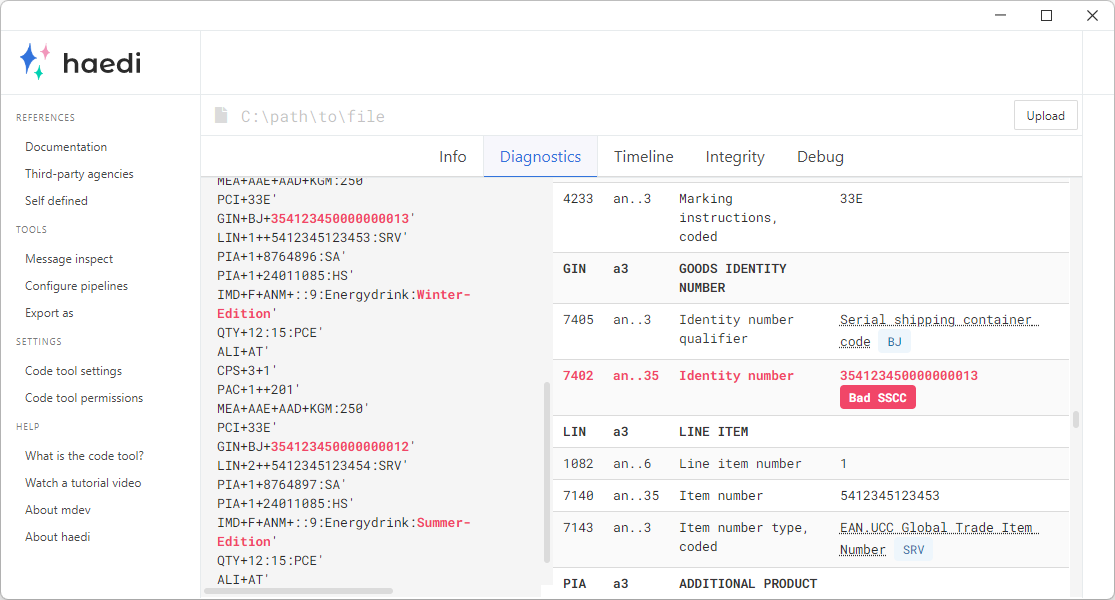 haedi
REFERENCES
Documentation
Third-party agencies
Self defined
TOOLS
Message inspect
Configure pipelines
Export as
SETTINGS
Code tool settings
Code tool permissions
HELP
What is the code tool?
Watch a tutorial video
About mdev
About haedi
C:\path\to\file
Upload
Info Diagnostics Timeline Integrity Debug
MEA+AAE+AAD+KGM:250
PCI+33E'
GIN+BJ+354123450000000013'
LIN+1++5412345123453:SRV'
PIA+1+8764896:SA'
PIA+1+24011085:HS'
IMD+F+ANM+::9:Energydrink:Winter-
Edition'
QTY+12:15:PCE'
ALI+AT'
CPS+3+1'
PAC+1++201'
MEA+AAE+AAD+KGM:250'
PCI+33E'
GIN+BJ+354123450000000012'
LIN+2++5412345123454:SRV'
PIA+1+8764897:SA'
PIA+1+24011085:HS'
IMD+F+ANM+::9:Energydrink:Summer-
Edition'
QTY+12:15:PCE'
ALI+AT'
4233 an..3 Marking 33E
instructions,
coded
GIN a3 GOODS IDENTITY
NUMBER
7405 an..3 Identity number Serial shipping container
qualifier code BJ
7402 an..35 Identity number 354123450000000013
Bad SSCC
LIN a3 LINE ITEM
1082 an..6 Line item number 1
7140 an..35 Item number 5412345123453
7143 an..3 Item number type, EAN.UCC Global Trade Item
coded Number SRV
PIA a3 ADDITIONAL PRODUCT